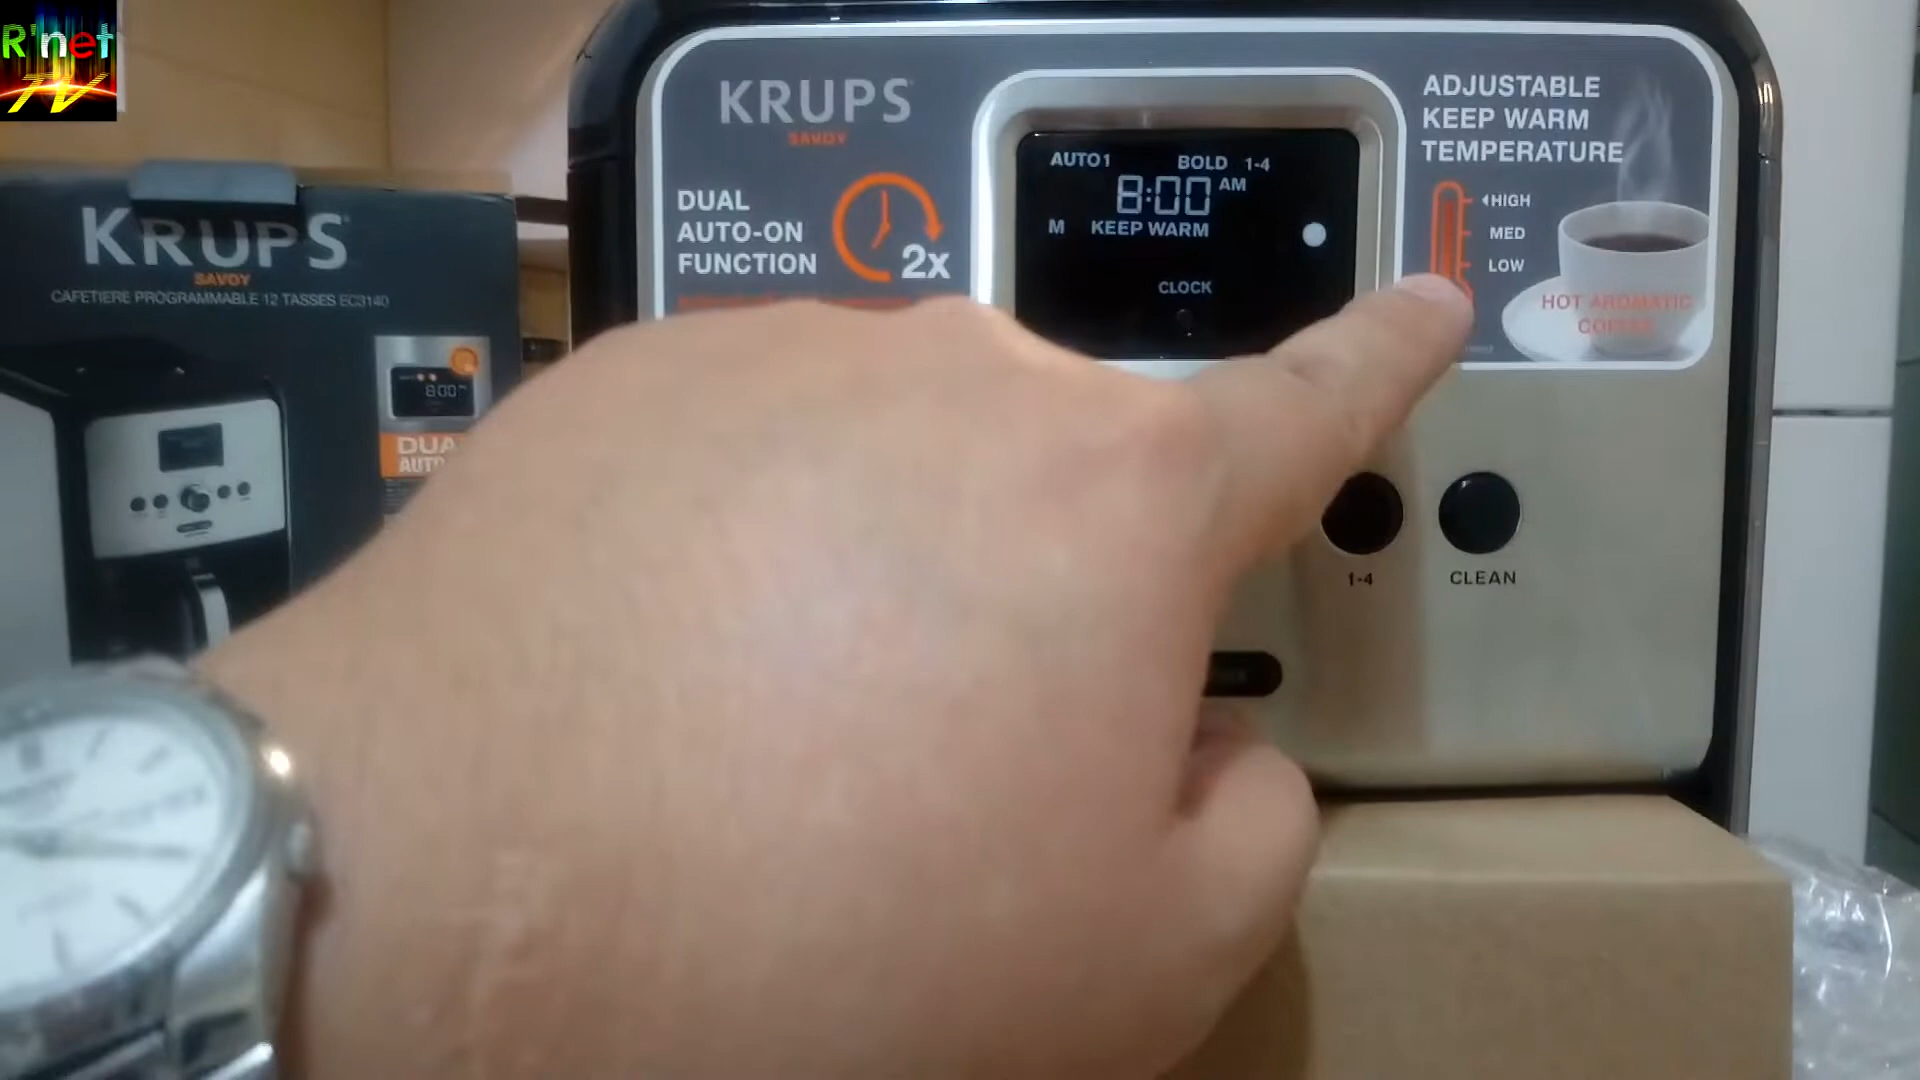 R'net
TV
KRUPS
SAVOY
CAFETIERE PROGRAMMABLE 12 TASSES EC3140
8:00
DUA
AUT
KRUPS
SAVOY
DUAL
AUTO-ON
FUNCTION
2x
AUTO1 BOLD 1-4
8:00 AM
M KEEP WARM
CLOCK
ADJUSTABLE
KEEP WARM
TEMPERATURE
HIGH
MED
LOW
HOT AROMATIC
COFFEE
1-4
CLEAN